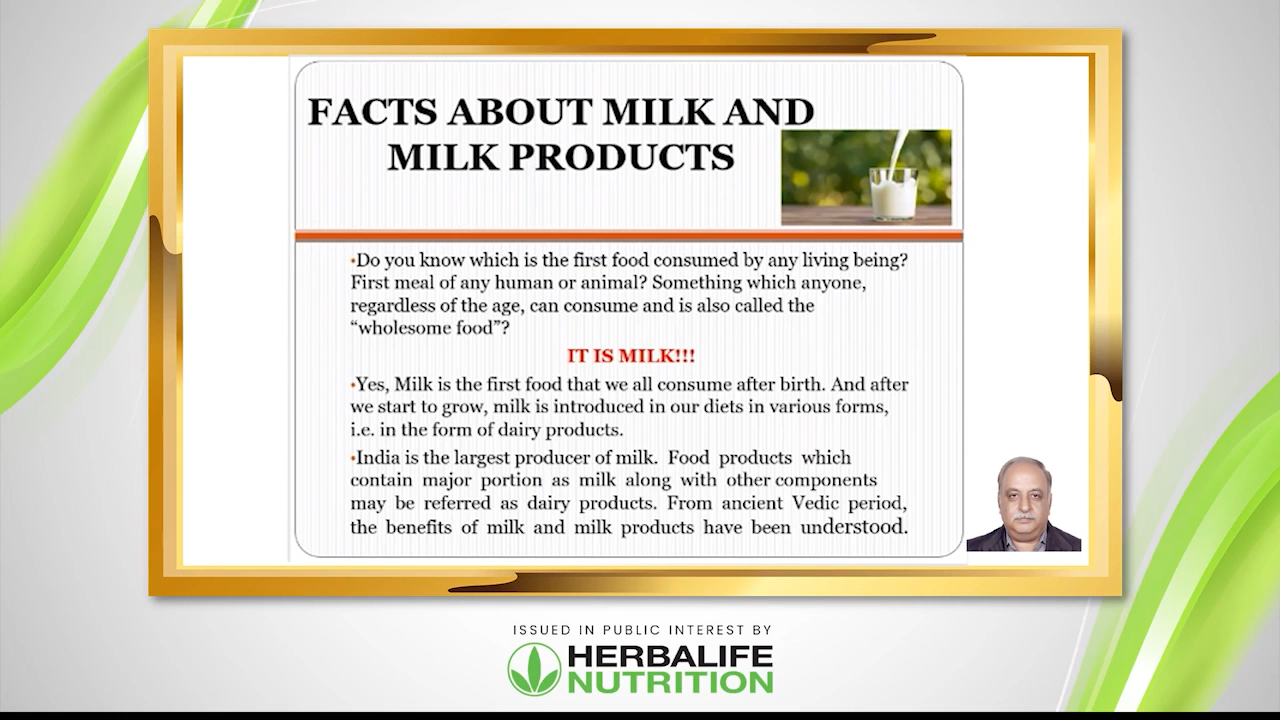 FACTS ABOUT MILK AND
MILK PRODUCTS
•Do you know which is the first food consumed by any living being?
First meal of any human or animal? Something which anyone,
regardless of the age, can consume and is also called the
“wholesome food”?
IT IS MILK!!!
•Yes, Milk is the first food that we all consume after birth. And after
we start to grow, milk is introduced in our diets in various forms,
i.e. in the form of dairy products.
•India is the largest producer of milk. Food products which
contain major portion as milk along with other components
may be referred as dairy products. From ancient Vedic period,
the benefits of milk and milk products have been understood.
ISSUED IN PUBLIC INTEREST BY
HERBALIFE
NUTRITION